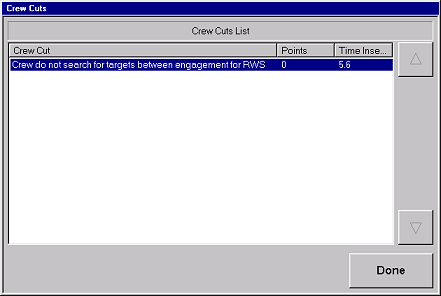 Crew Cuts
Crew Cuts List
Crew Cut Points Time Inse...
Crew do not search for targets between engagement for RWS 0 5.6
Done